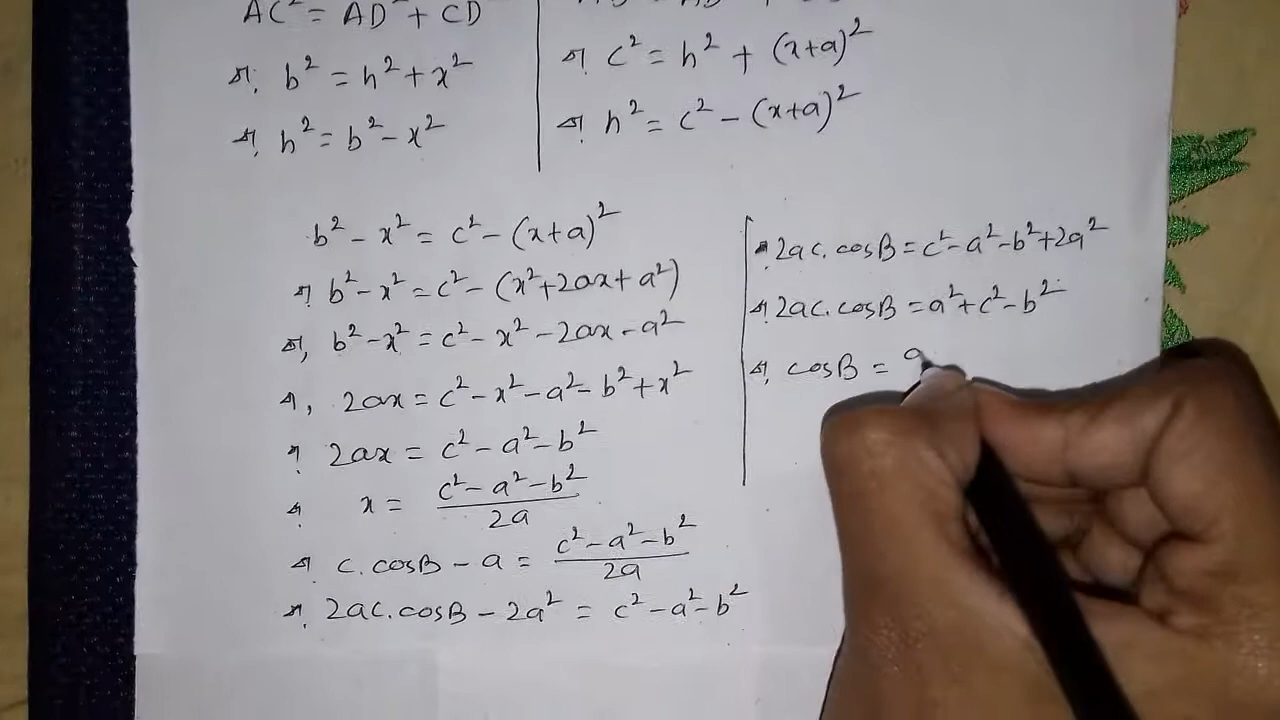 AC² = AD² + CD
বা, b² = h² + x²
বা, h² = b² - x²
বা, c² = h² + (x+a)²
বা, h² = c² - (x+a)²
b² - x² = c² - (x+a)²
বা, b² - x² = c² - (x²+2ax+a²)
বা, b² - x² = c² - x² - 2ax - a²
বা, 2ax = c² - x² - a² - b² + x²
বা, 2ax = c² - a² - b²
বা, x = (c² - a² - b²)/2a
বা, c.cosB - a = (c² - a² - b²)/2a
বা, 2ac.cosB - 2a² = c² - a² - b²
বা, 2ac.cosB = c² - a² - b² + 2a²
বা, 2ac.cosB = a² + c² - b²
বা, cosB = a